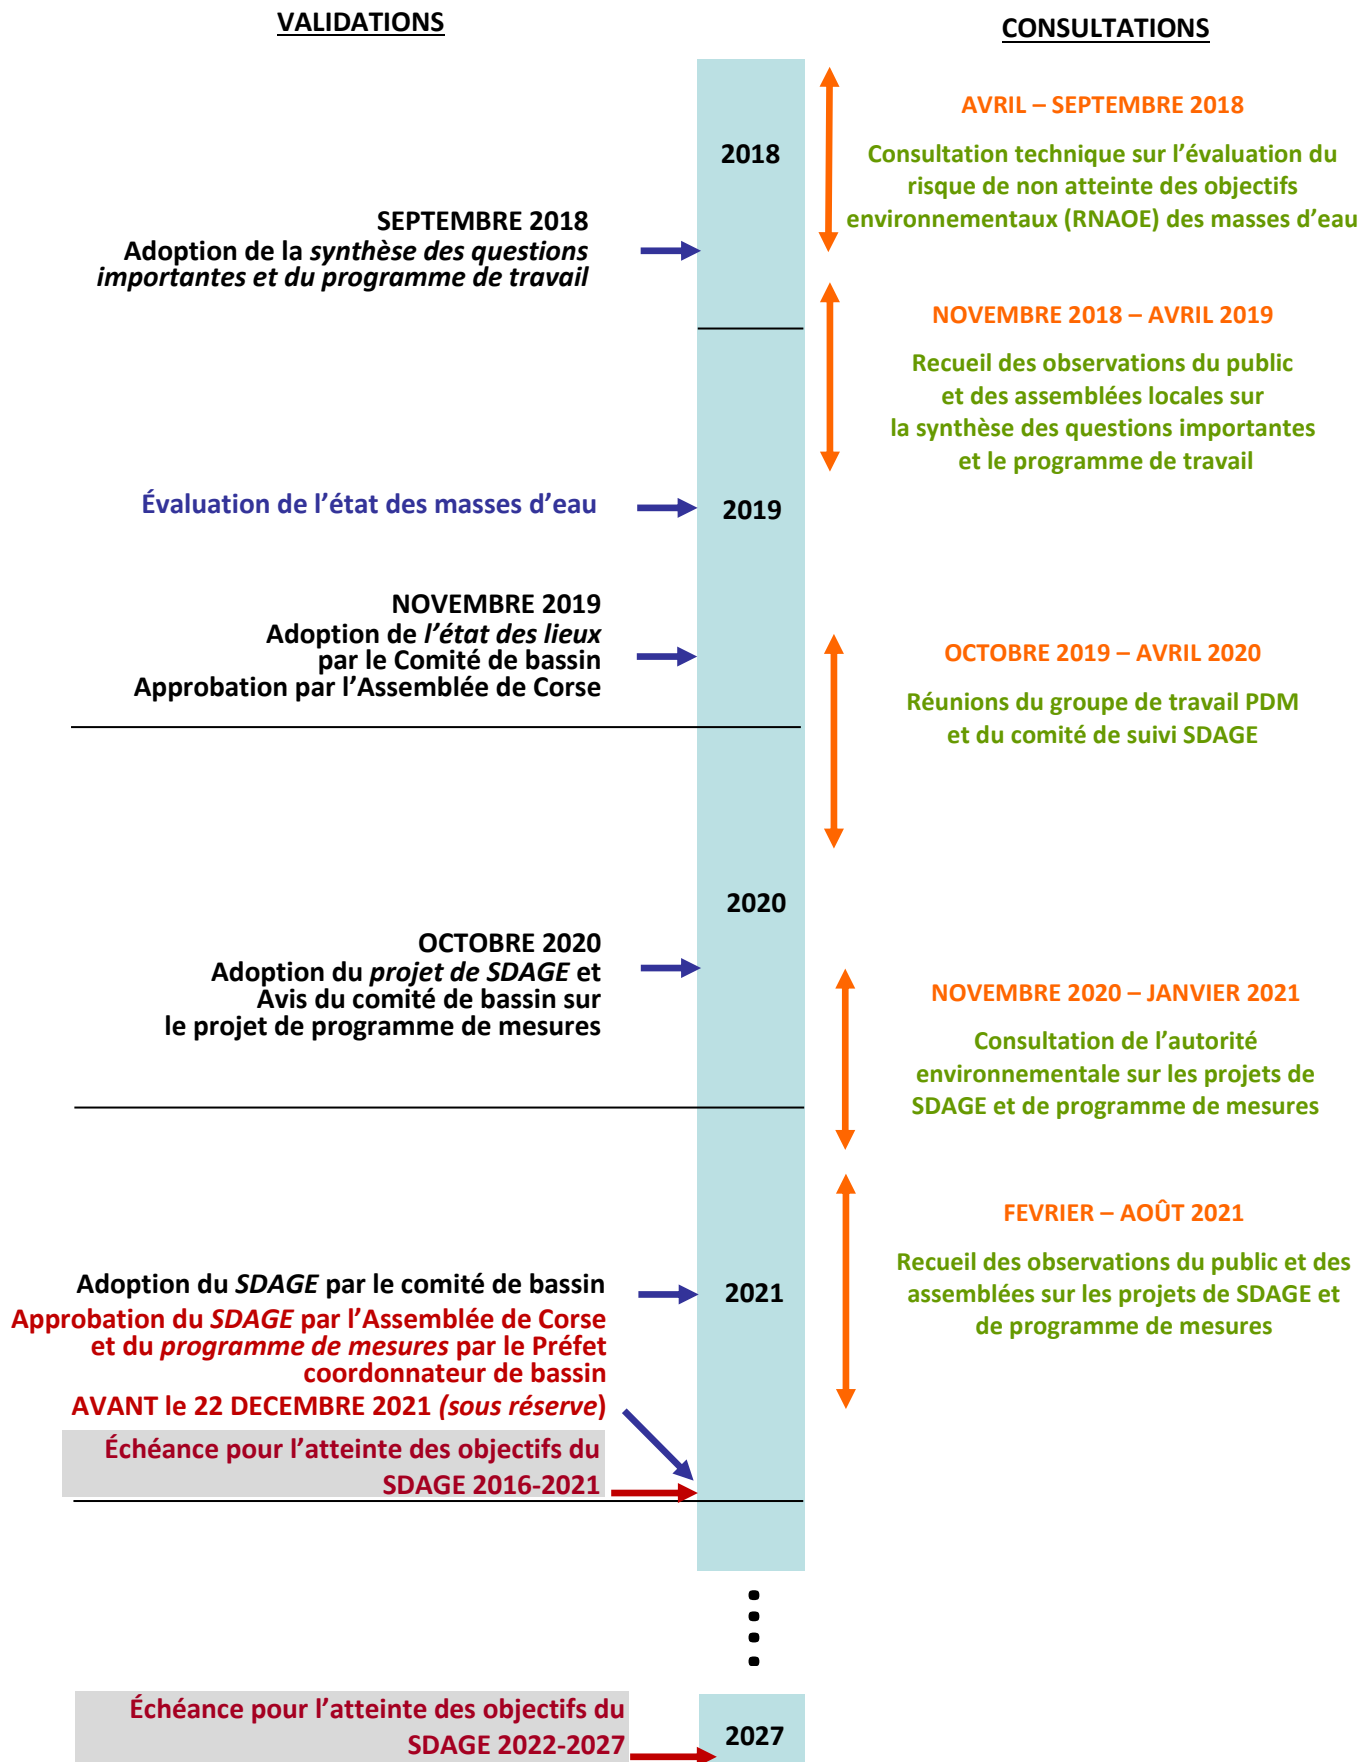 VALIDATIONS
CONSULTATIONS
2018
AVRIL – SEPTEMBRE 2018
Consultation technique sur l’évaluation du
risque de non atteinte des objectifs
environnementaux (RNAOE) des masses d’eau
SEPTEMBRE 2018
Adoption de la synthèse des questions
importantes et du programme de travail
NOVEMBRE 2018 – AVRIL 2019
Recueil des observations du public
et des assemblées locales sur
la synthèse des questions importantes
et le programme de travail
Évaluation de l’état des masses d’eau
2019
NOVEMBRE 2019
Adoption de l’état des lieux
par le Comité de bassin
Approbation par l’Assemblée de Corse
OCTOBRE 2019 – AVRIL 2020
Réunions du groupe de travail PDM
et du comité de suivi SDAGE
2020
OCTOBRE 2020
Adoption du projet de SDAGE et
Avis du comité de bassin sur
le projet de programme de mesures
NOVEMBRE 2020 – JANVIER 2021
Consultation de l’autorité
environnementale sur les projets de
SDAGE et de programme de mesures
FEVRIER – AOÛT 2021
Recueil des observations du public et des
assemblées sur les projets de SDAGE et
de programme de mesures
Adoption du SDAGE par le comité de bassin
2021
Approbation du SDAGE par l’Assemblée de Corse
et du programme de mesures par le Préfet
coordonnateur de bassin
AVANT le 22 DECEMBRE 2021 (sous réserve)
Échéance pour l’atteinte des objectifs du
SDAGE 2016-2021
Échéance pour l’atteinte des objectifs du
SDAGE 2022-2027
2027